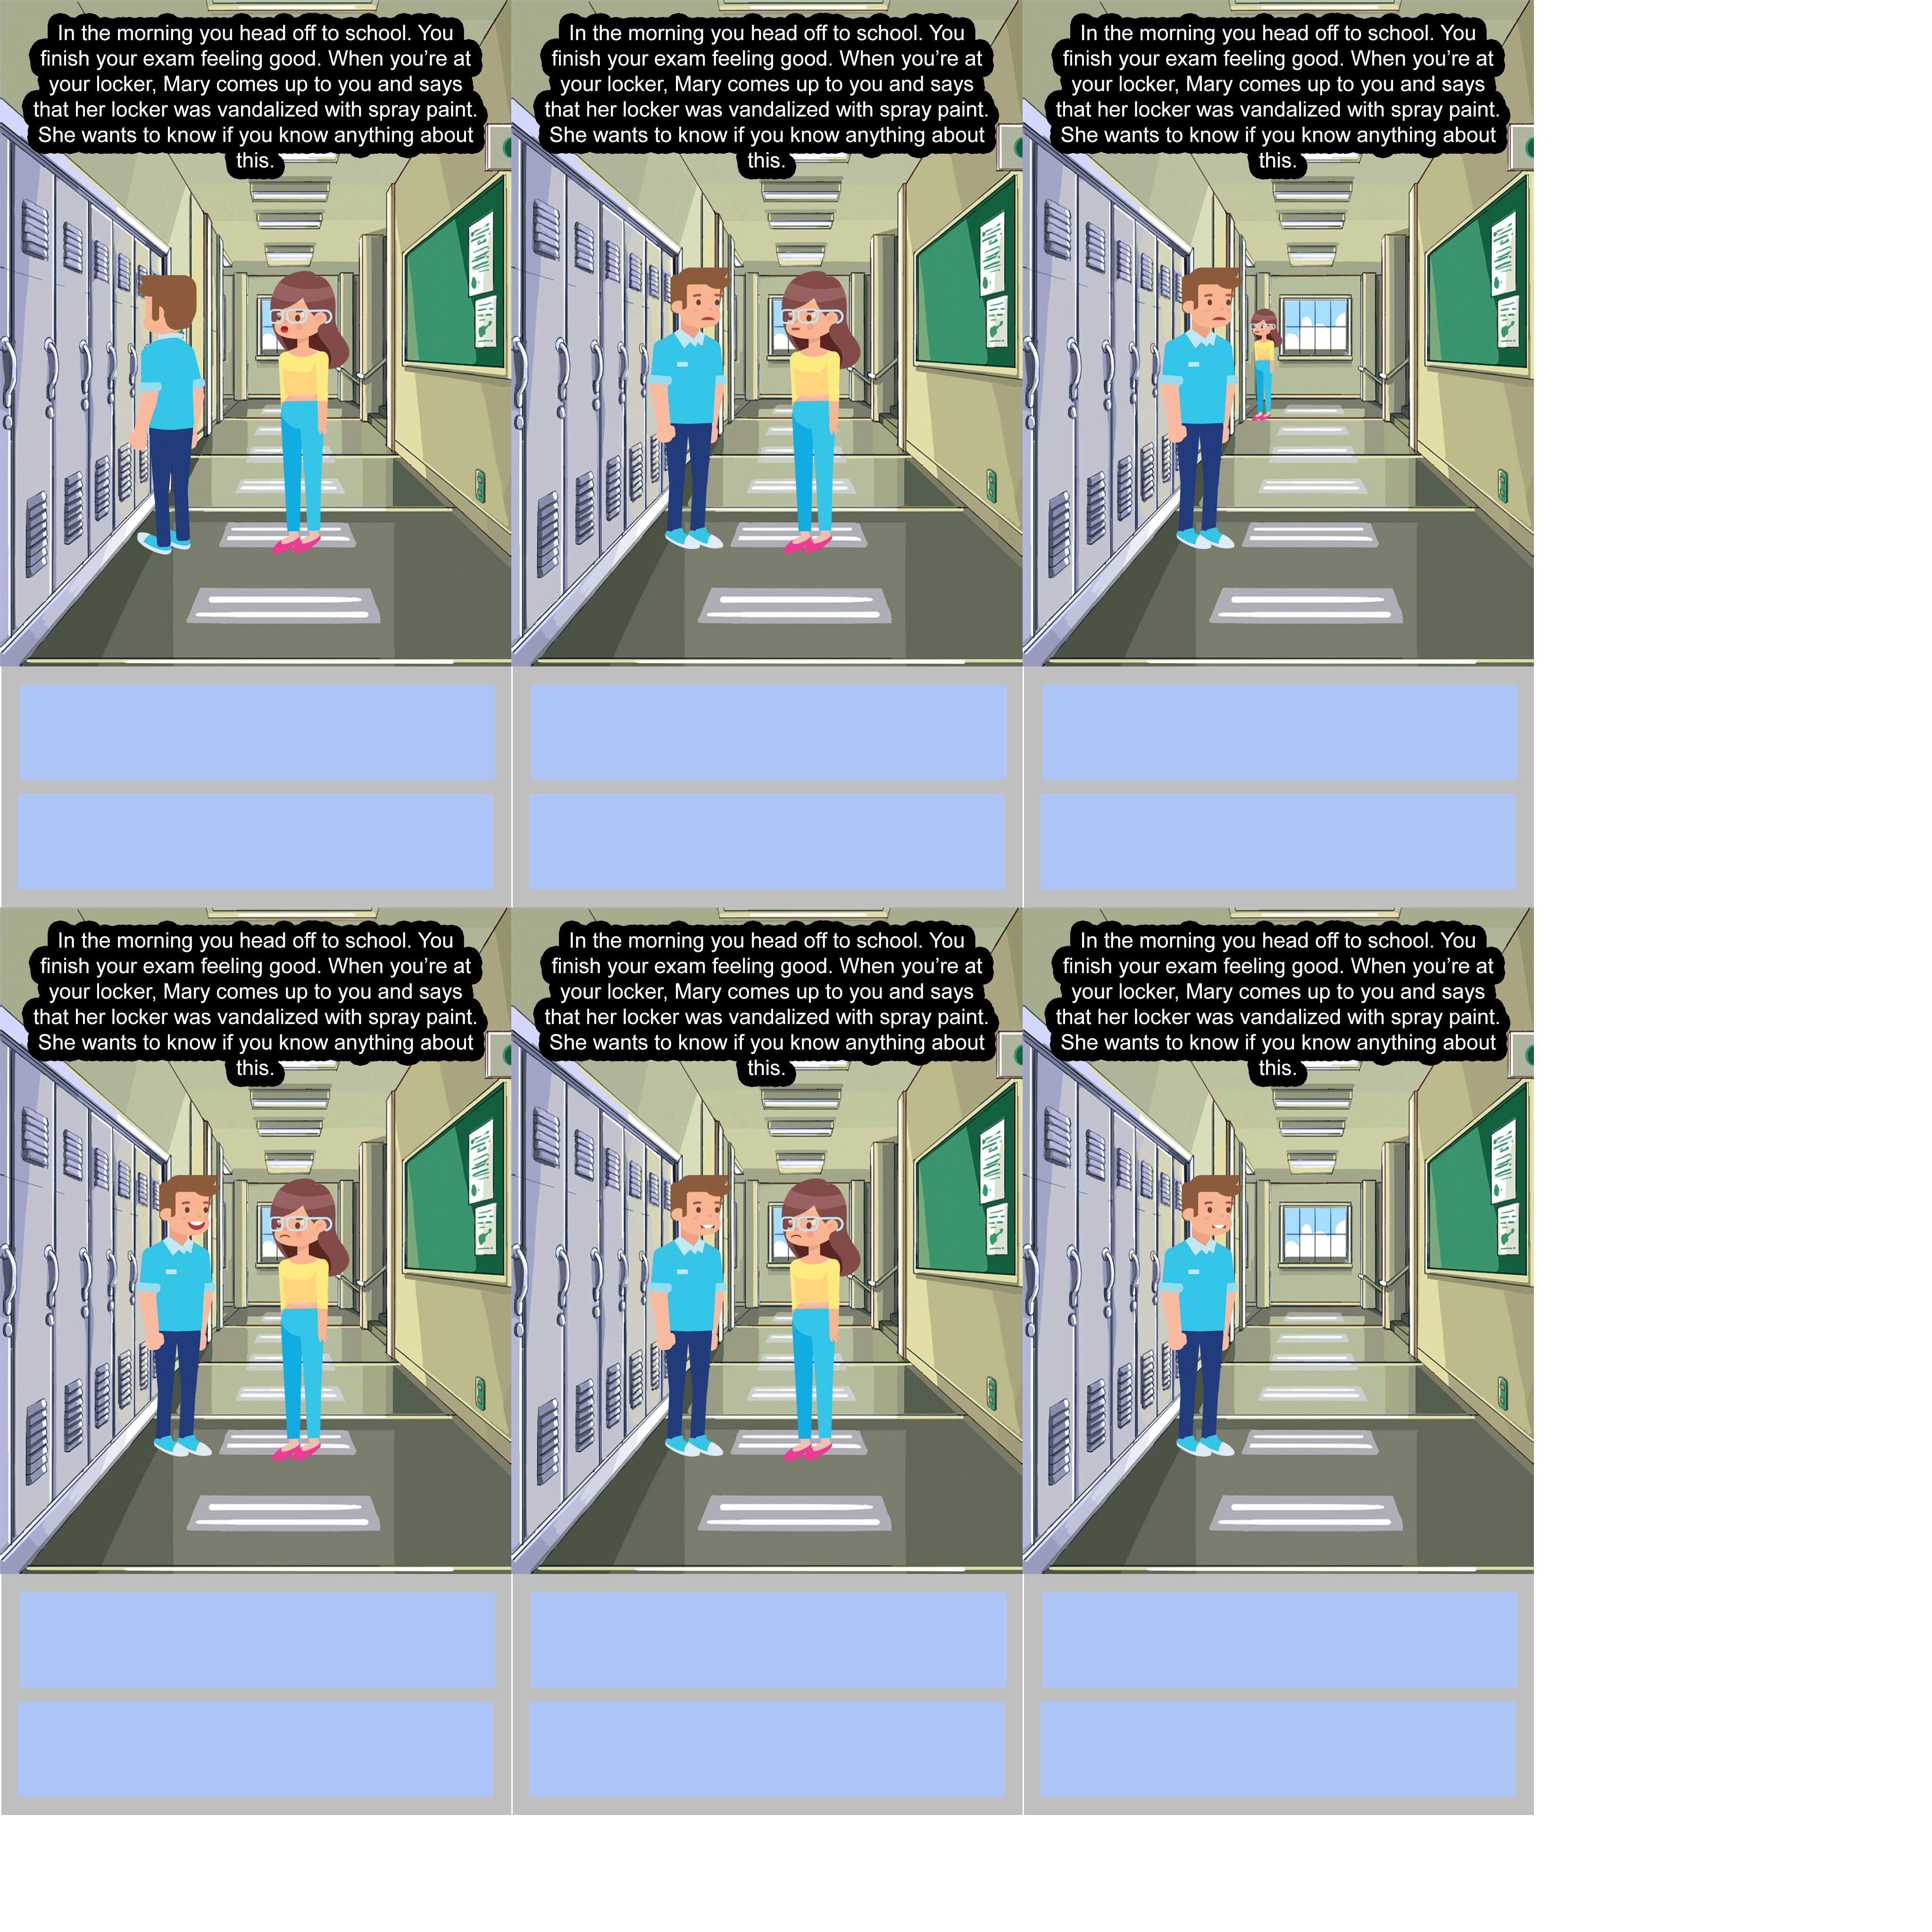 In the morning you head off to school. You
finish your exam feeling good. When you’re at
your locker, Mary comes up to you and says
that her locker was vandalized with spray paint.
She wants to know if you know anything about
this.
In the morning you head off to school. You
finish your exam feeling good. When you’re at
your locker, Mary comes up to you and says
that her locker was vandalized with spray paint.
She wants to know if you know anything about
this.
In the morning you head off to school. You
finish your exam feeling good. When you’re at
your locker, Mary comes up to you and says
that her locker was vandalized with spray paint.
She wants to know if you know anything about
this.
In the morning you head off to school. You
finish your exam feeling good. When you’re at
your locker, Mary comes up to you and says
that her locker was vandalized with spray paint.
She wants to know if you know anything about
this.
In the morning you head off to school. You
finish your exam feeling good. When you’re at
your locker, Mary comes up to you and says
that her locker was vandalized with spray paint.
She wants to know if you know anything about
this.
In the morning you head off to school. You
finish your exam feeling good. When you’re at
your locker, Mary comes up to you and says
that her locker was vandalized with spray paint.
She wants to know if you know anything about
this.